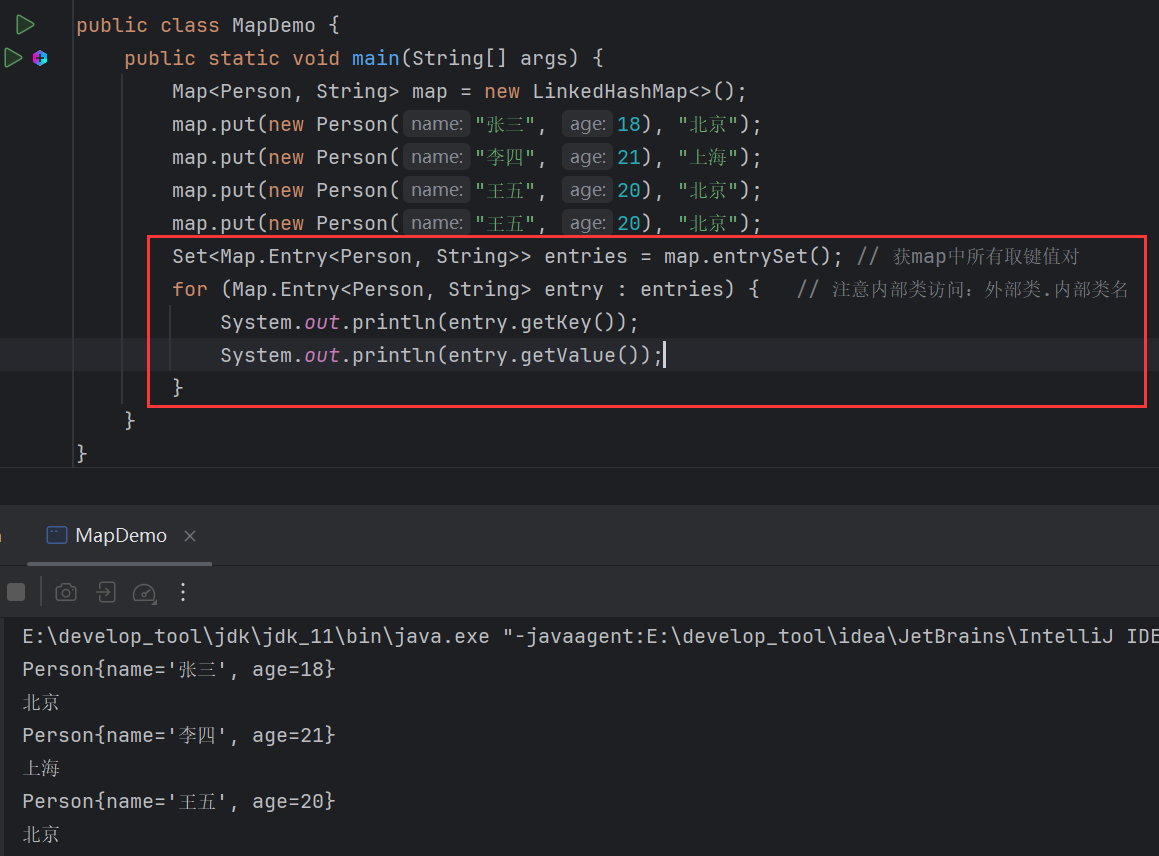 public class MapDemo {
public static void main(String[] args) {
Map<Person, String> map = new LinkedHashMap<>();
map.put(new Person( name: "张三", age: 18), "北京");
map.put(new Person( name: "李四", age: 21), "上海");
map.put(new Person( name: "王五", age: 20), "北京");
map.put(new Person( name: "王五", age: 20), "北京");
Set<Map.Entry<Person, String>> entries = map.entrySet(); // 获map中所有取键值对
for (Map.Entry<Person, String> entry : entries) { // 注意内部类访问：外部类.内部类名
System.out.println(entry.getKey());
System.out.println(entry.getValue());
}
}
}
MapDemo
E:\develop_tool\jdk\jdk_11\bin\java.exe "-javaagent:E:\develop_tool\idea\JetBrains\IntelliJ IDE
Person{name='张三', age=18}
北京
Person{name='李四', age=21}
上海
Person{name='王五', age=20}
北京